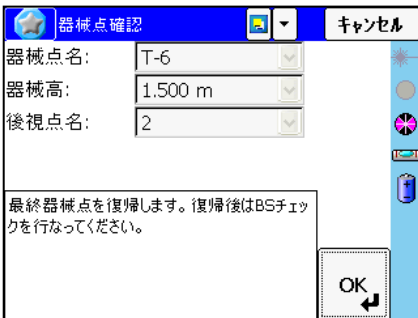 器械点確認
キャンセル
器械点名: T-6
器械高: 1.500 m
後視点名: 2
最終器械点を復帰します。復帰後はBSチェッ
クを行なってください。
OK